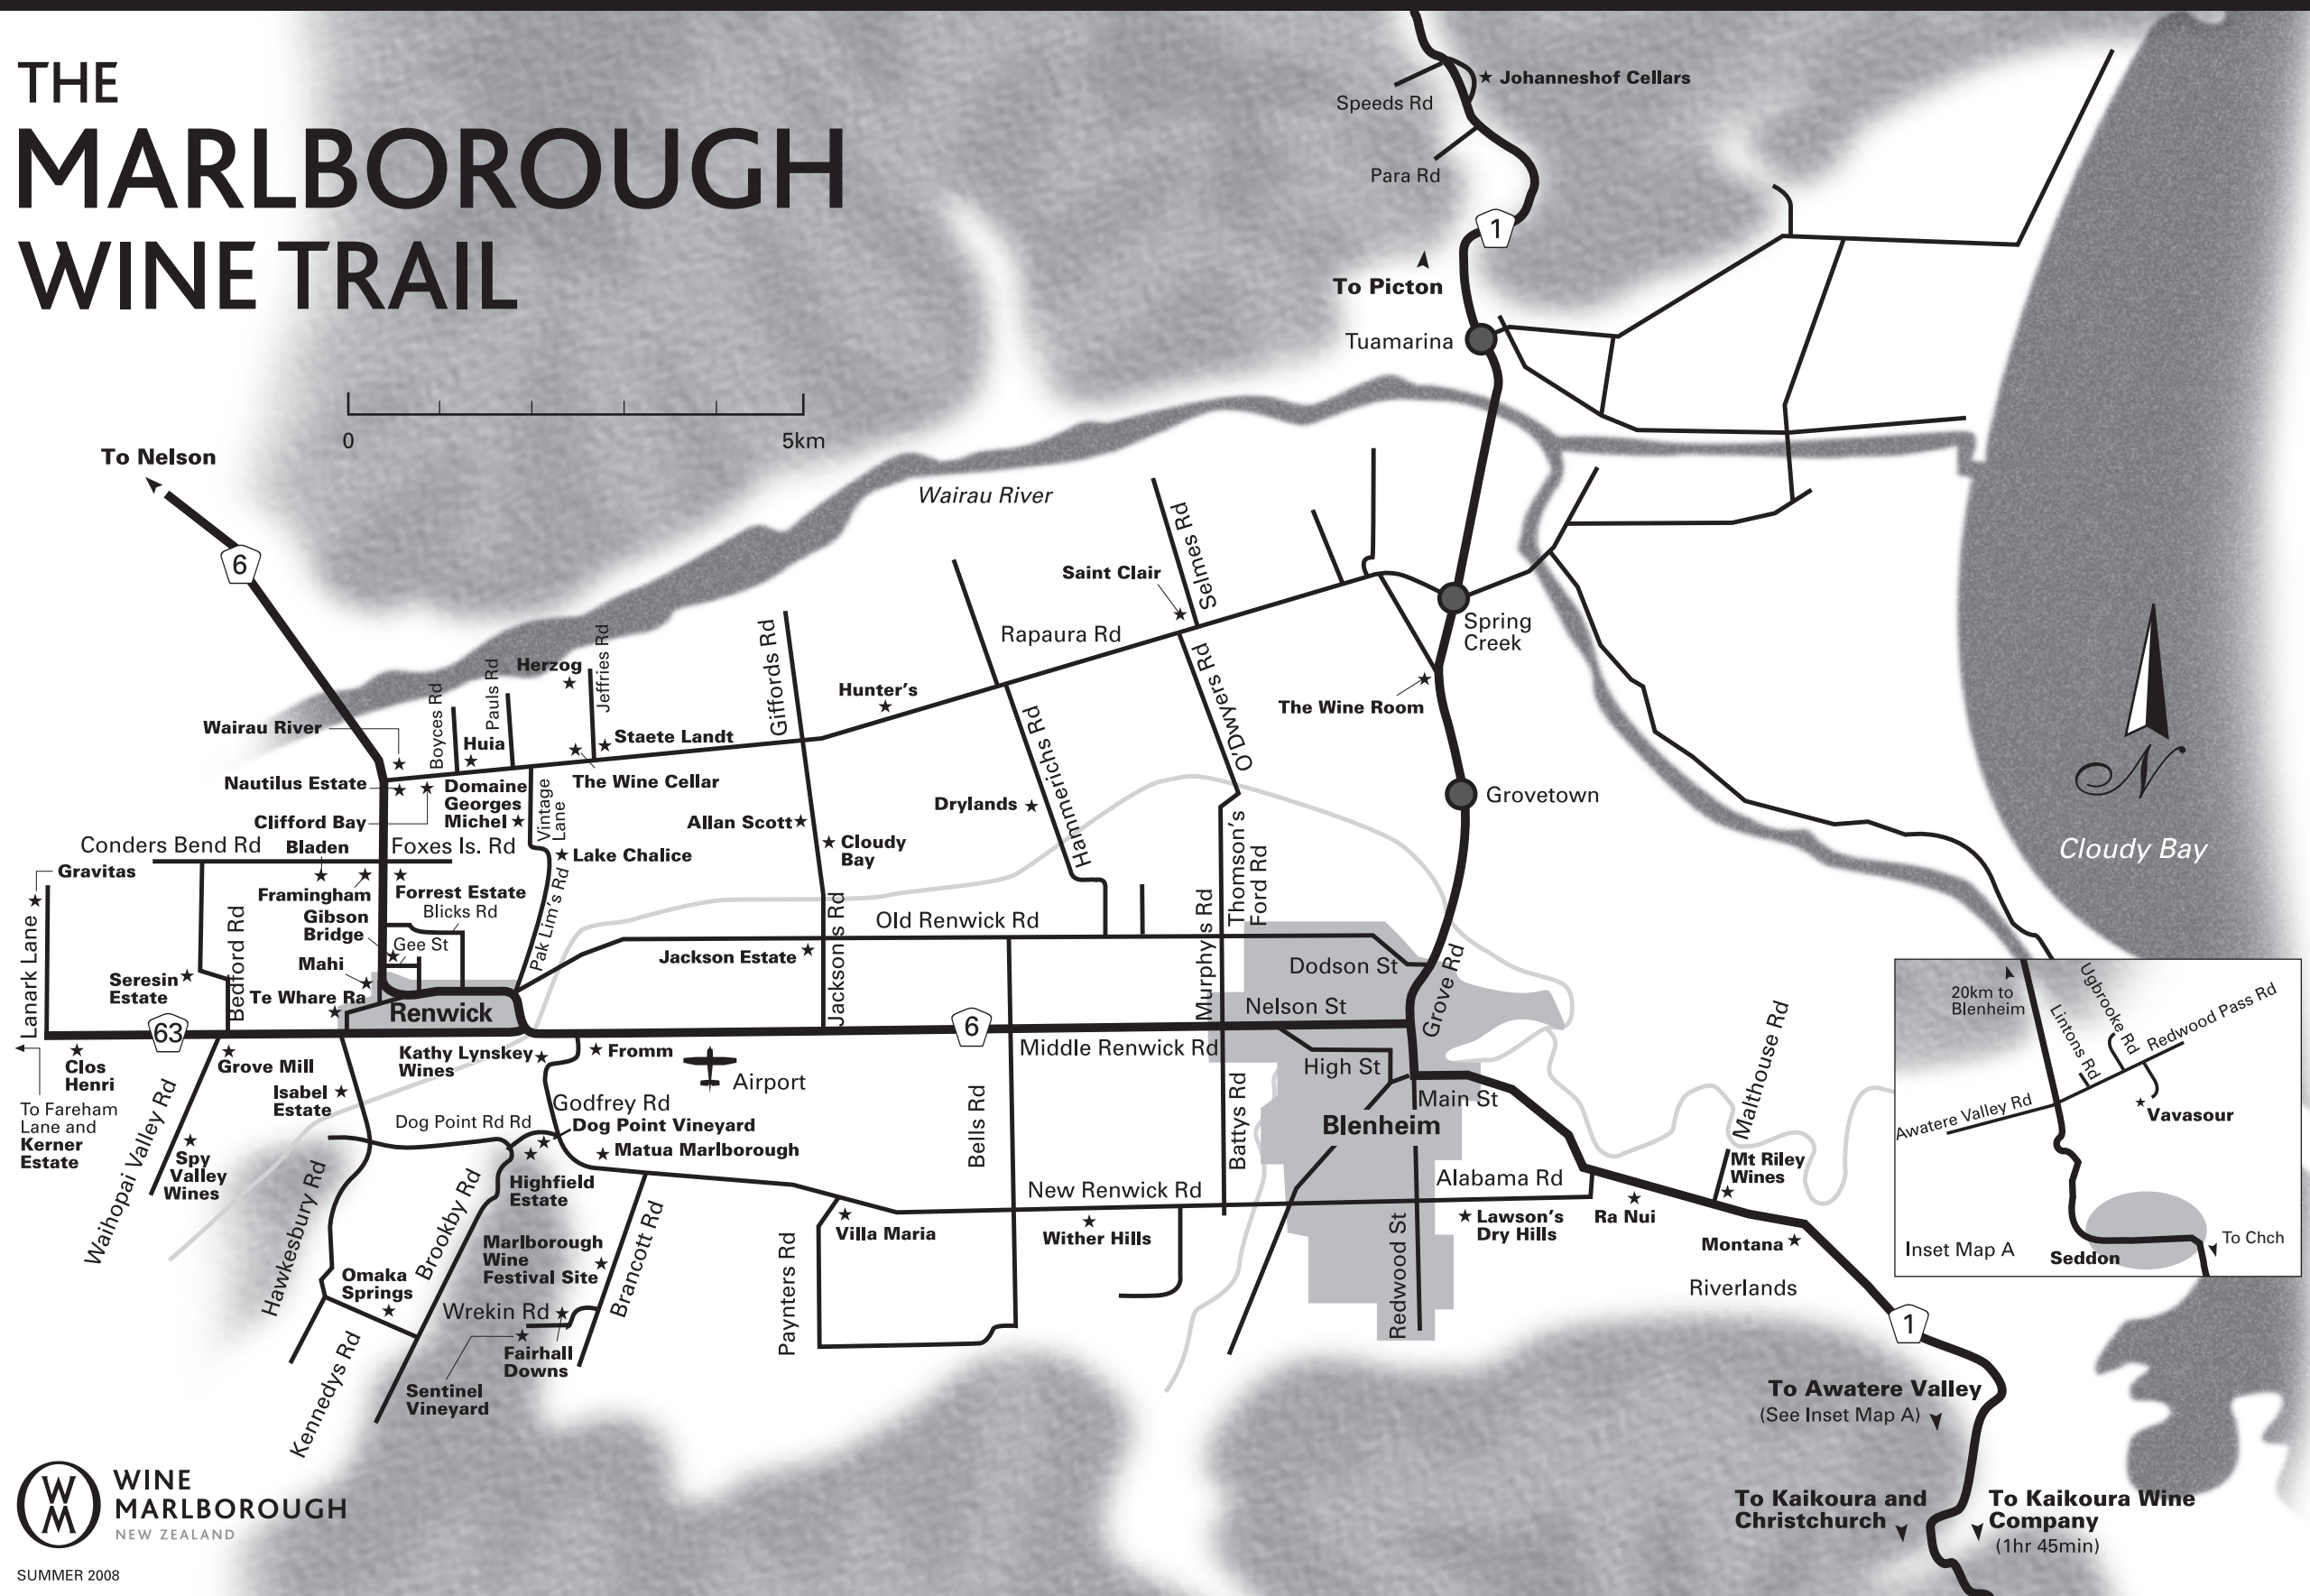 THE
MARLBOROUGH
WINE TRAIL
Johanneshof Cellars
Speeds Rd
Para Rd
1
To Picton
Tuamarina
0
5km
To Nelson
6
Wairau River
Selmes Rd
Saint Clair
Rapaura Rd
Spring
Creek
O'Dwyers Rd
The Wine Room
Grovetown
N
Cloudy Bay
Herzog
Jeffries Rd
Pauls Rd
Boyces Rd
Giffords Rd
Hunter's
Wairau River
Huia
Staete Landt
Nautilus Estate
Domaine
Georges
Michel
The Wine Cellar
Vintage
Lane
Clifford Bay
Allan Scott
Drylands
Hammerichs Rd
Cloudy
Bay
Conders Bend Rd
Bladen
Foxes Is. Rd
Lake Chalice
Gravitas
Framingham
Forrest Estate
Blicks Rd
Gibson
Bridge
Gee St
Pak Lim's Rd
Lanark Lane
Bedford Rd
Mahi
Seresin
Estate
Te Whare Ra
Renwick
Old Renwick Rd
Jackson Estate
Jackson's Rd
Murphy's Rd
Thomson's
Ford Rd
Dodson St
Nelson St
Grove Rd
63
6
Middle Renwick Rd
High St
Main St
Blenheim
Malthouse Rd
Clos
Henri
Grove Mill
Kathy Lynskey
Wines
Fromm
Airport
Isabel
Estate
To Fareham
Lane and
Kerner
Estate
Waihopai Valley Rd
Spy
Valley
Wines
Dog Point Rd Rd
Godfrey Rd
Dog Point Vineyard
Matua Marlborough
Highfield
Estate
Hawkesbury Rd
Brookby Rd
Bells Rd
Battys Rd
New Renwick Rd
Alabama Rd
Mt Riley
Wines
Villa Maria
Wither Hills
Lawson's
Dry Hills
Ra Nui
Montana
Riverlands
Redwood St
Marlborough
Wine
Festival Site
Brancott Rd
Paynters Rd
Omaka
Springs
Wrekin Rd
Fairhall
Downs
Sentinel
Vineyard
Kennedys Rd
20km to
Blenheim
Lintons Rd
Ugbrooke Rd
Redwood Pass Rd
Awatere Valley Rd
Vavasour
Inset Map A
Seddon
To Chch
1
To Awatere Valley
(See Inset Map A)
To Kaikoura and
Christchurch
To Kaikoura Wine
Company
(1hr 45min)
W
M
WINE
MARLBOROUGH
NEW ZEALAND
SUMMER 2008